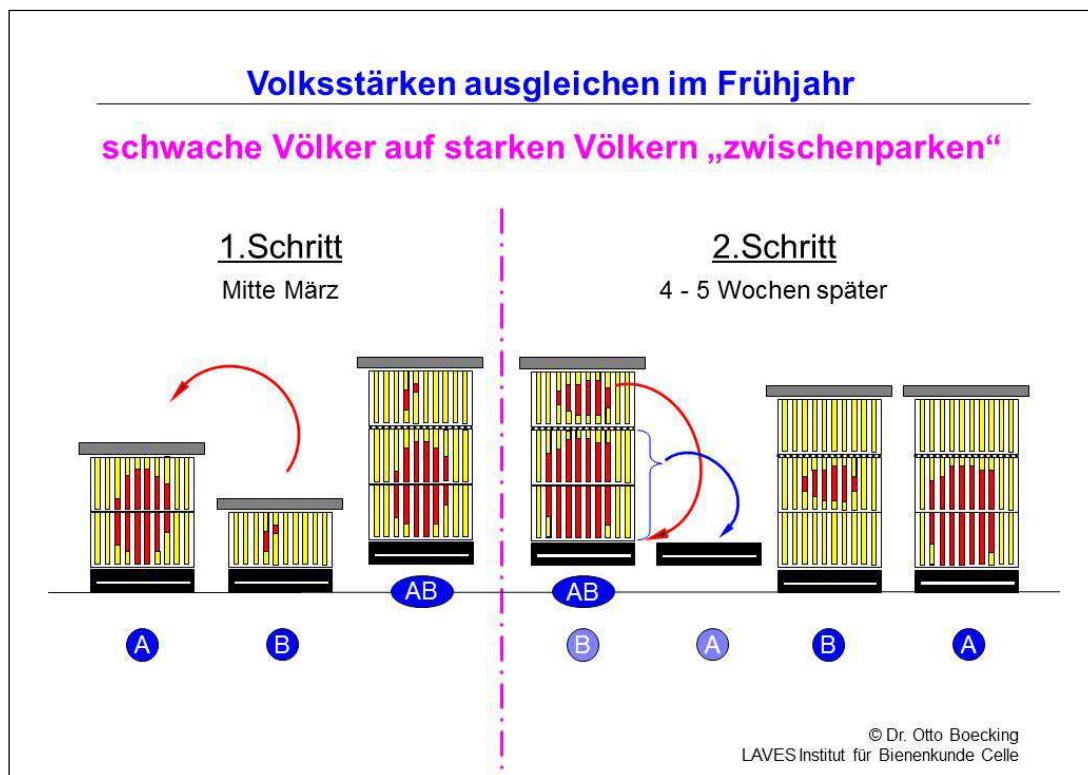 Volksstärken ausgleichen im Frühjahr
schwache Völker auf starken Völkern „zwischenparken“
1.Schritt
Mitte März
2.Schritt
4 - 5 Wochen später
AB
AB
A
B
B
A
B
A
© Dr. Otto Boecking
LAVES Institut für Bienenkunde Celle